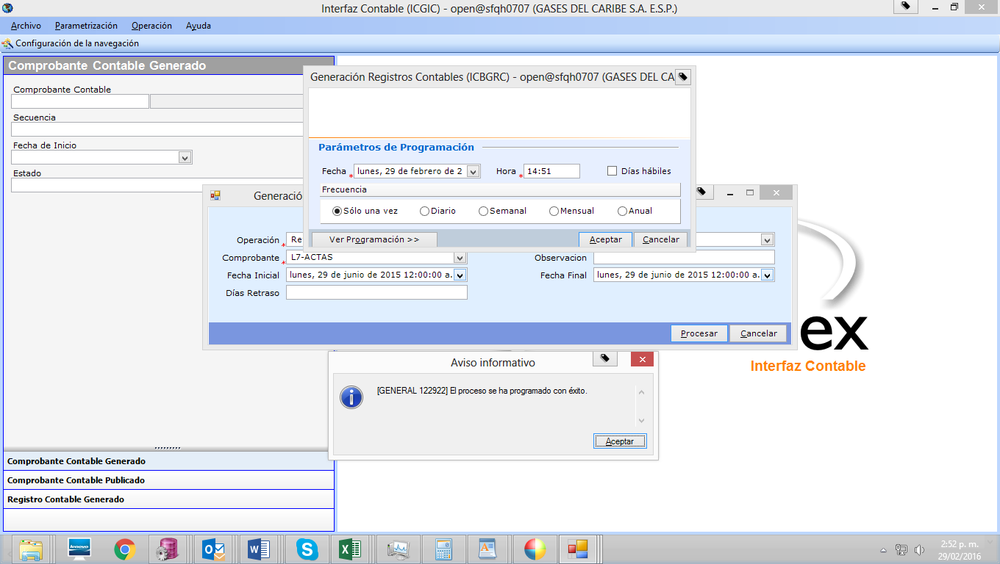 Interfaz Contable (ICGIC) - open@sfqh0707 (GASES DEL CARIBE S.A. E.S.P.)
Archivo Parametrización Operación Ayuda
Configuración de la navegación
Comprobante Contable Generado
Comprobante Contable
Secuencia
Fecha de Inicio
Estado
Generación Registros Contables (ICBGRC) - open@sfqh0707 (GASES DEL CA
Parámetros de Programación
Fecha * lunes, 29 de febrero de 2 Hora * 14:51 Días hábiles
Frecuencia
Sólo una vez Diario Semanal Mensual Anual
Ver Programación >> Aceptar Cancelar
Generació
Operación * Re
Comprobante * L7-ACTAS Observacion
Fecha Inicial lunes, 29 de junio de 2015 12:00:00 a. Fecha Final lunes, 29 de junio de 2015 12:00:00 a.
Días Retraso
Procesar Cancelar
ex
Interfaz Contable
Aviso informativo
[GENERAL 122922] El proceso se ha programado con éxito.
Aceptar
Comprobante Contable Generado
Comprobante Contable Publicado
Registro Contable Generado
lenovo
2:52 p. m.
29/02/2016